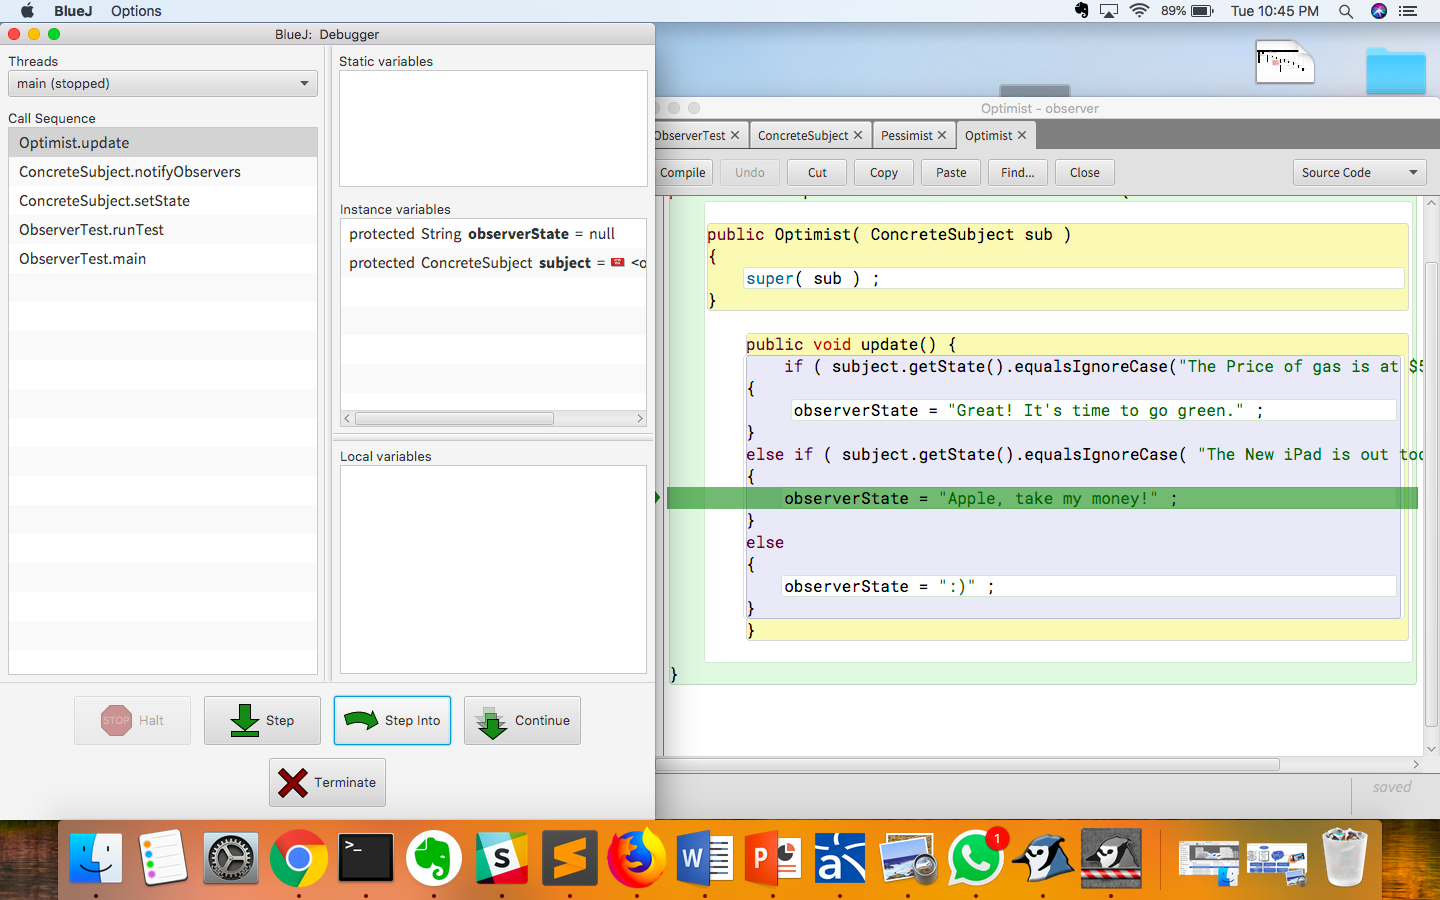 BlueJ Options
89% Tue 10:45 PM
BlueJ: Debugger
Threads
main (stopped)
Call Sequence
Optimist.update
ConcreteSubject.notifyObservers
ConcreteSubject.setState
ObserverTest.runTest
ObserverTest.main
Static variables
Instance variables
protected String observerState = null
protected ConcreteSubject subject = <o
Local variables
STOP Halt
Step
Step Into
Continue
Terminate
Optimist - observer
ObserverTest ConcreteSubject Pessimist Optimist
Compile Undo Cut Copy Paste Find... Close Source Code
public Optimist( ConcreteSubject sub )
{
super( sub ) ;
}
public void update() {
if ( subject.getState().equalsIgnoreCase("The Price of gas is at $5
{
observerState = "Great! It's time to go green." ;
}
else if ( subject.getState().equalsIgnoreCase( "The New iPad is out tod
{
observerState = "Apple, take my money!" ;
}
else
{
observerState = ":)" ;
}
}
}
saved
>_
S
S
W
P
a
1